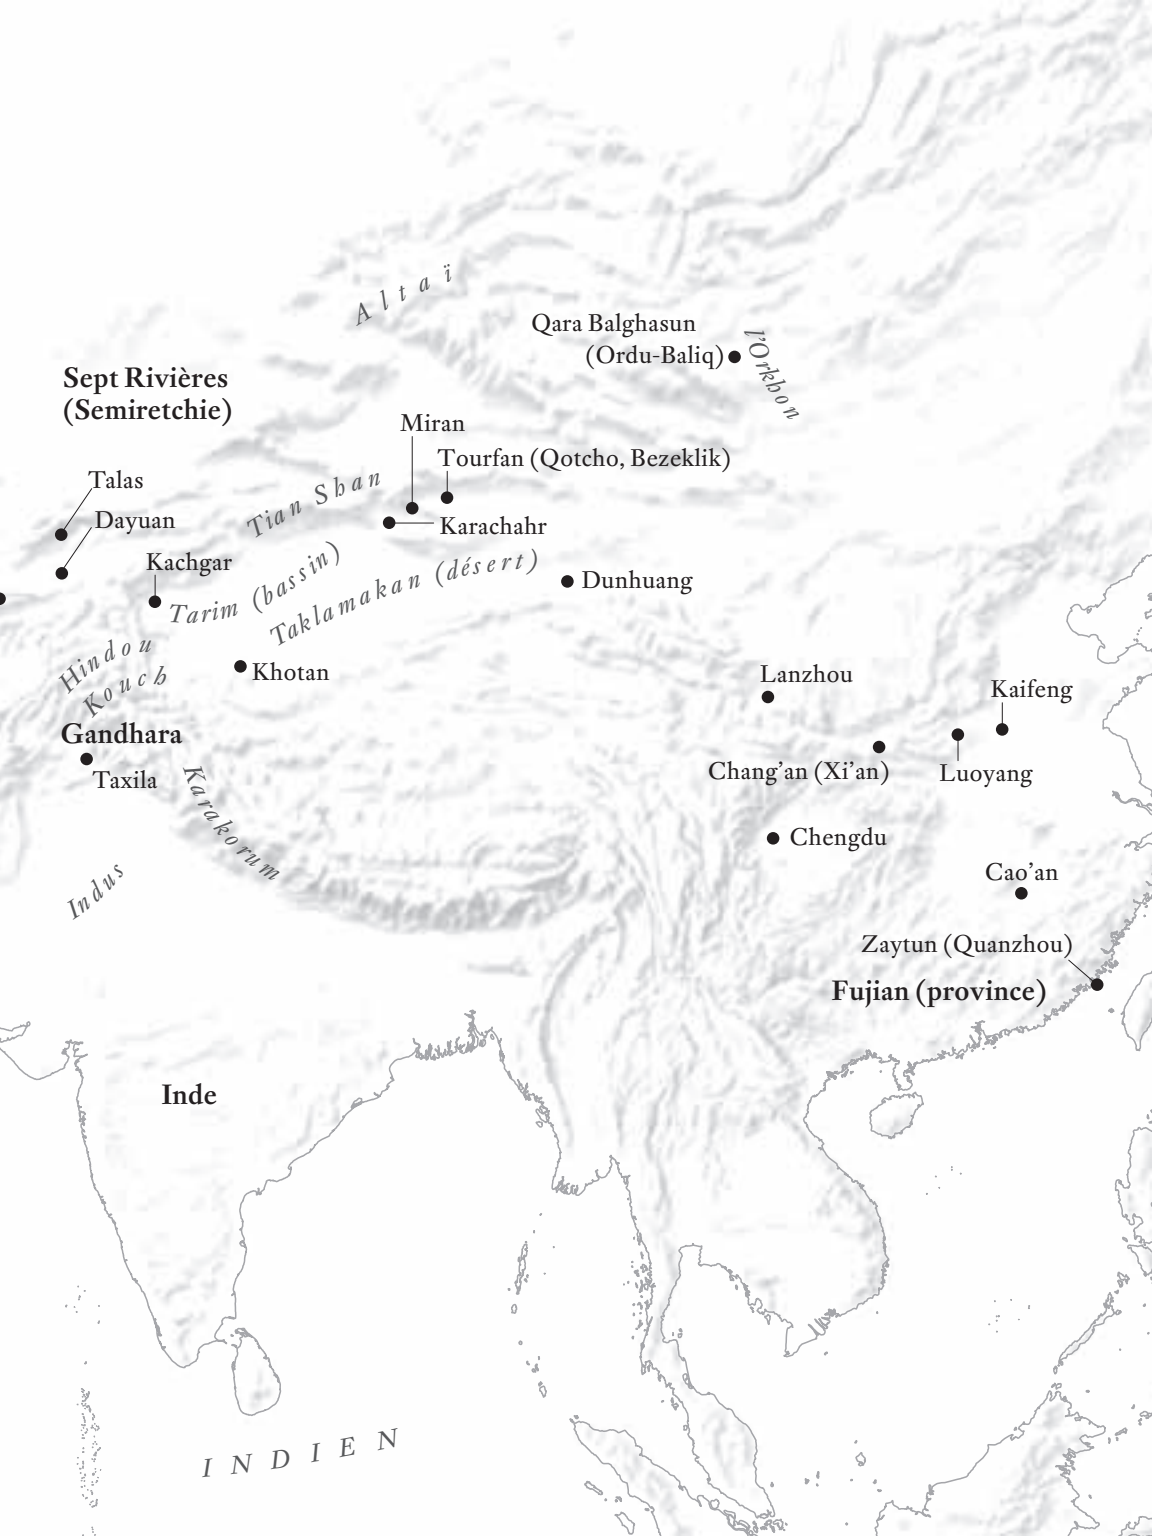 Altaï
Qara Balghasun
(Ordu-Baliq)
l’Orkhon
Sept Rivières
(Semiretchie)
Miran
Tourfan (Qotcho, Bezeklik)
Talas
Tian Shan
Dayuan
Karachahr
Kachgar
Tarim (bassin)
Taklamakan (désert)
Dunhuang
Hindou
Kouch
Khotan
Lanzhou
Kaifeng
Gandhara
Taxila
Karakorum
Chang’an (Xi’an)
Luoyang
Chengdu
Indus
Cao’an
Zaytun (Quanzhou)
Fujian (province)
Inde
INDIEN